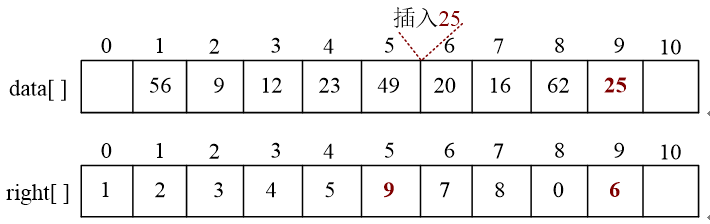 插入25
0 1 2 3 4 5 6 7 8 9 10
data[ ] 56 9 12 23 49 20 16 62 25
0 1 2 3 4 5 6 7 8 9 10
right[ ] 1 2 3 4 5 9 7 8 0 6